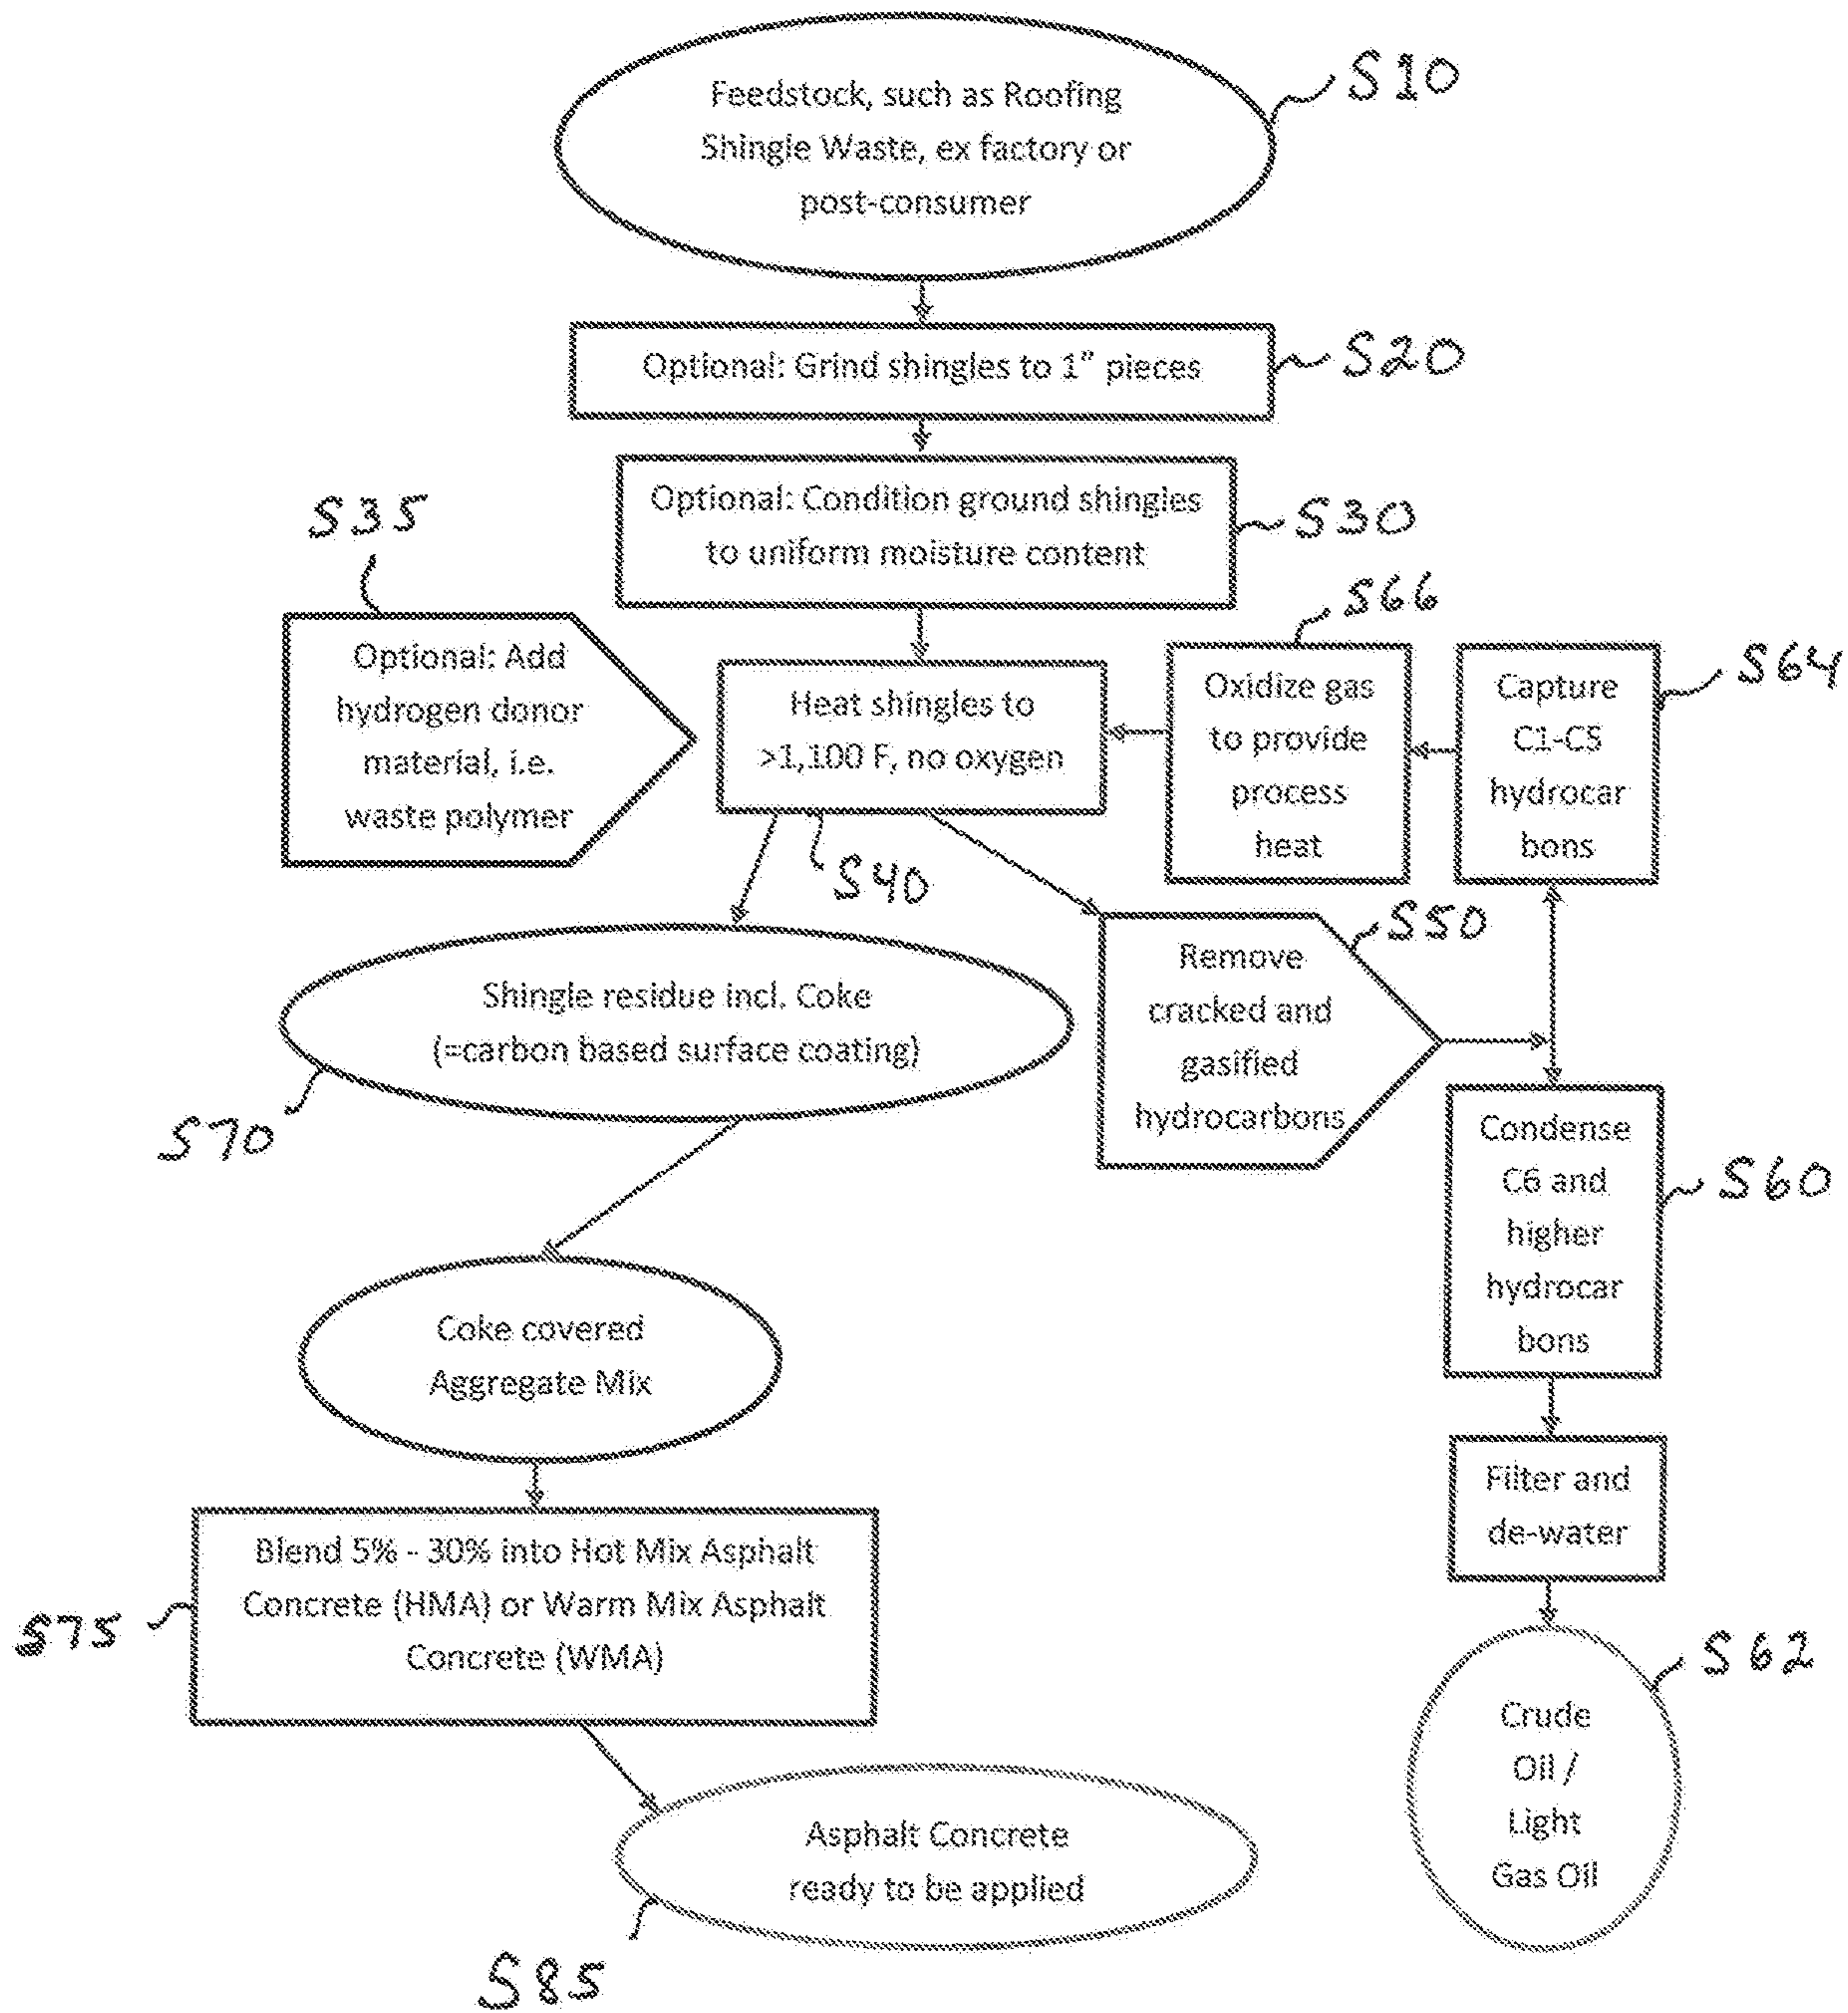 Feedstock, such as Roofing
Shingle Waste, ex factory or
post-consumer
S10
Optional: Grind shingles to 1" pieces
S20
Optional: Condition ground shingles
to uniform moisture content
S30
S35
Optional: Add
hydrogen donor
material, i.e.
waste polymer
Heat shingles to
>1,100 F, no oxygen
S40
S66
Oxidize gas
to provide
process
heat
S64
Capture
C1-C5
hydrocar
bons
S50
Remove
cracked and
gasified
hydrocarbons
Shingle residue incl. Coke
(=carbon based surface coating)
S70
Condense
C6 and
higher
hydrocar
bons
S60
Coke covered
Aggregate Mix
Filter and
de-water
Blend 5% - 30% into Hot Mix Asphalt
Concrete (HMA) or Warm Mix Asphalt
Concrete (WMA)
S75
S62
Crude
Oil /
Light
Gas Oil
Asphalt Concrete
ready to be applied
S85